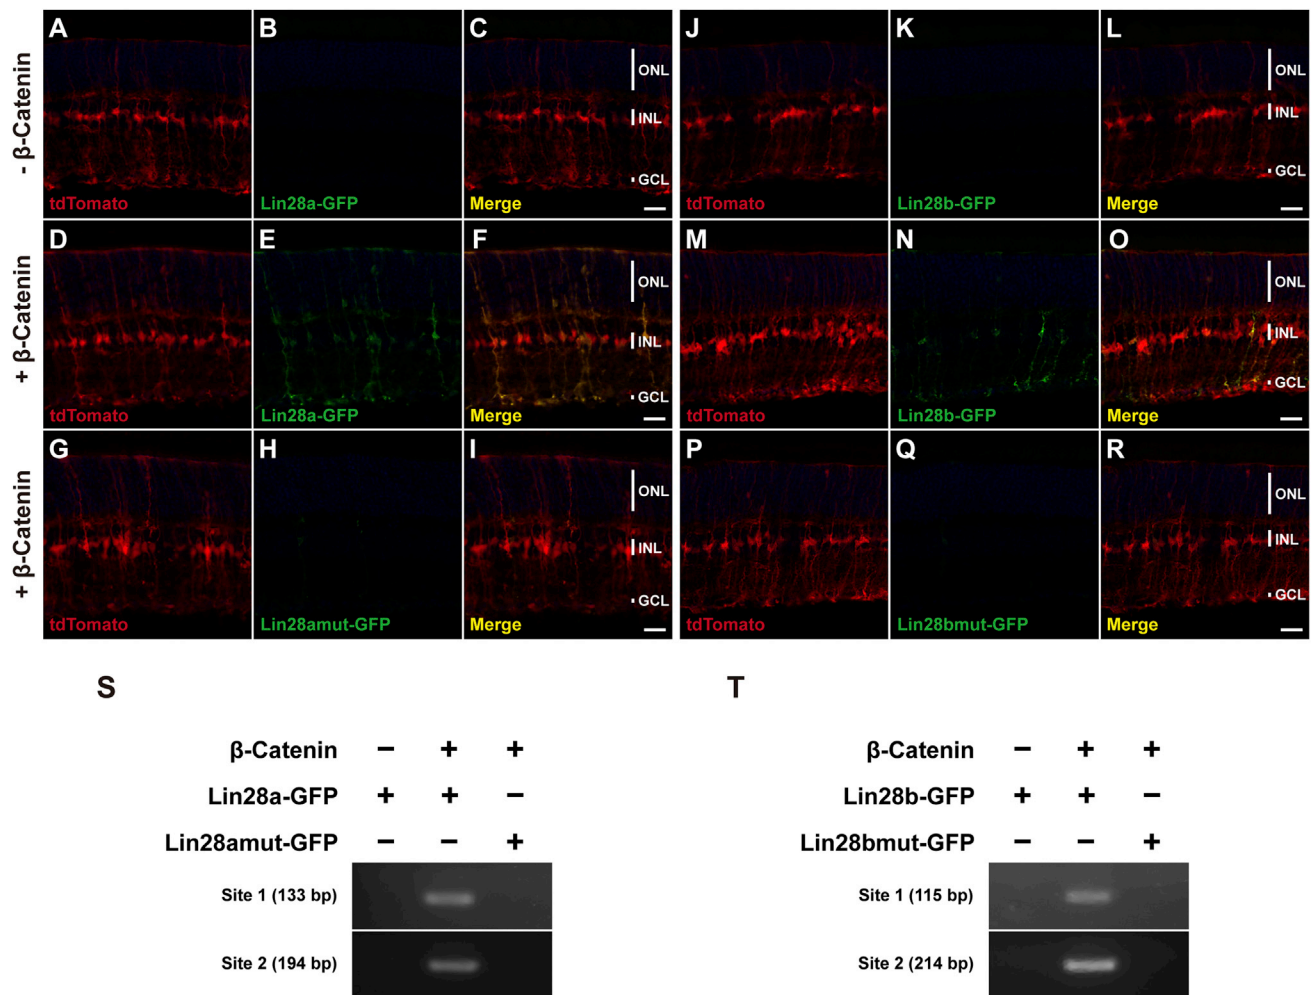 - β-Catenin
A B C J K L
ONL ONL
INL INL
GCL GCL
tdTomato Lin28a-GFP Merge tdTomato Lin28b-GFP Merge
+ β-Catenin
D E F M N O
ONL ONL
INL INL
GCL GCL
tdTomato Lin28a-GFP Merge tdTomato Lin28b-GFP Merge
+ β-Catenin
G H I P Q R
ONL ONL
INL INL
GCL GCL
tdTomato Lin28amut-GFP Merge tdTomato Lin28bmut-GFP Merge
S
β-Catenin − + +
Lin28a-GFP + + −
Lin28amut-GFP − − +
Site 1 (133 bp)
Site 2 (194 bp)
T
β-Catenin − + +
Lin28b-GFP + + −
Lin28bmut-GFP − − +
Site 1 (115 bp)
Site 2 (214 bp)